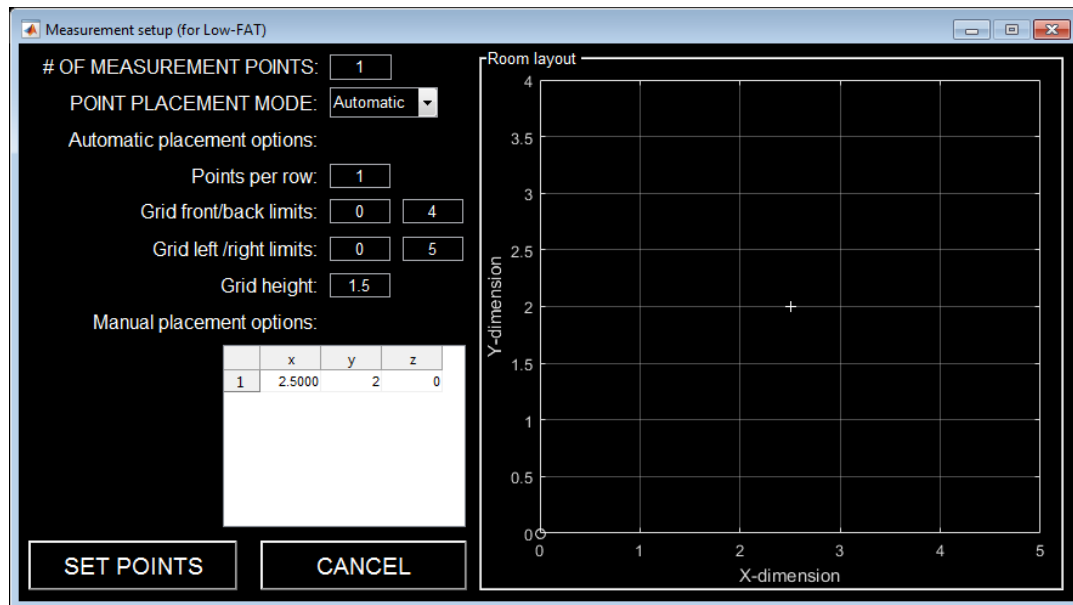 Measurement setup (for Low-FAT)
# OF MEASUREMENT POINTS: 1
POINT PLACEMENT MODE: Automatic
Automatic placement options:
Points per row: 1
Grid front/back limits: 0 4
Grid left /right limits: 0 5
Grid height: 1.5
Manual placement options:
x y z
1 2.5000 2 0
SET POINTS CANCEL
Room layout
4
3.5
3
2.5
2
1.5
1
0.5
0
Y-dimension
0 1 2 3 4 5
X-dimension